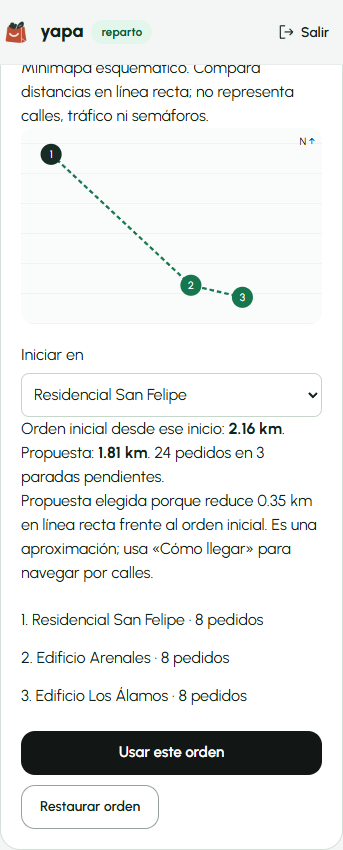 yapa reparto Salir
Minimapa esquemático. Compara
distancias en línea recta; no representa
calles, tráfico ni semáforos.
N ↑
1
2
3
Iniciar en
Residencial San Felipe
Orden inicial desde ese inicio: 2.16 km.
Propuesta: 1.81 km. 24 pedidos en 3
paradas pendientes.
Propuesta elegida porque reduce 0.35 km
en línea recta frente al orden inicial. Es una
aproximación; usa «Cómo llegar» para
navegar por calles.
1. Residencial San Felipe · 8 pedidos
2. Edificio Arenales · 8 pedidos
3. Edificio Los Álamos · 8 pedidos
Usar este orden
Restaurar orden